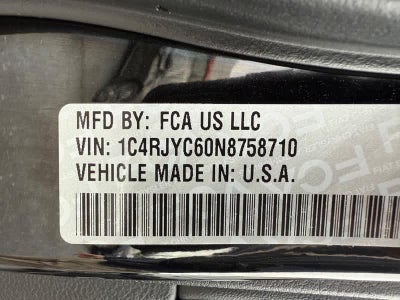 MFD BY: FCA US LLC
VIN: 1C4RJYC60N8758710
VEHICLE MADE IN: U.S.A.